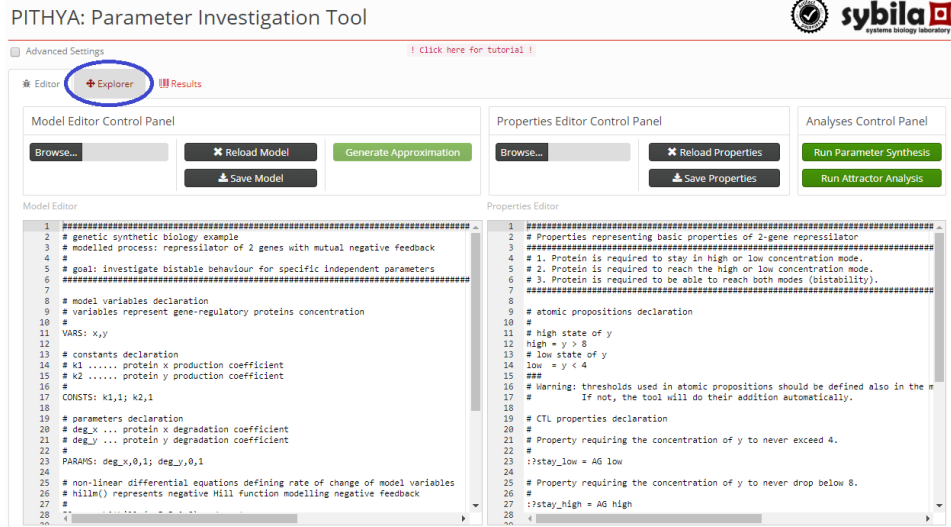 PITHYA: Parameter Investigation Tool
sybila
systems biology laboratory
Advanced Settings
! Click here for tutorial !
Editor
Explorer
Results
Model Editor Control Panel
Properties Editor Control Panel
Analyses Control Panel
Browse...
Reload Model
Generate Approximation
Browse...
Reload Properties
Run Parameter Synthesis
Save Model
Save Properties
Run Attractor Analysis
Model Editor
1 ##############################################################################
2 # genetic synthetic biology example
3 # modelled process: repressilator of 2 genes with mutual negative feedback
4 #
5 # goal: investigate bistable behaviour for specific independent parameters
6 ##############################################################################
7
8 # model variables declaration
9 # variables represent gene-regulatory proteins concentration
10 #
11 VARS: x,y
12
13 # constants declaration
14 # k1 ...... protein x production coefficient
15 # k2 ...... protein y production coefficient
16 #
17 CONSTS: k1,1; k2,1
18
19 # parameters declaration
20 # deg_x ... protein x degradation coefficient
21 # deg_y ... protein y degradation coefficient
22 #
23 PARAMS: deg_x,0,1; deg_y,0,1
24
25 # non-linear differential equations defining rate of change of model variables
26 # hillm() represents negative Hill function modelling negative feedback
27 #
28
Properties Editor
1 ##############################################################################
2 # Properties representing basic properties of 2-gene repressilator
3 ##############################################################################
4 # 1. Protein is required to stay in high or low concentration mode.
5 # 2. Protein is required to reach the high or low concentration mode.
6 # 3. Protein is required to be able to reach both modes (bistability).
7 ##############################################################################
8
9 # atomic propositions declaration
10 #
11 # high state of y
12 high = y > 8
13 # low state of y
14 low = y < 4
15 ###
16 # Warning: thresholds used in atomic propositions should be defined also in the m
17 # If not, the tool will do their addition automatically.
18
19 # CTL properties declaration
20 #
21 # Property requiring the concentration of y to never exceed 4.
22 #
23 :?stay_low = AG low
24
25 # Property requiring the concentration of y to never drop below 8.
26 #
27 :?stay_high = AG high
28